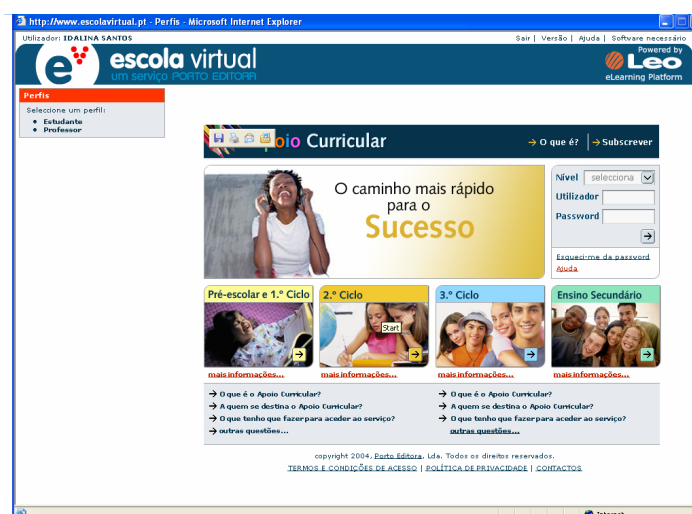 http://www.escolavirtual.pt - Perfis - Microsoft Internet Explorer
Utilizador: IDALINA SANTOS
Sair | Versão | Ajuda | Software necessário
e
escola virtual
um serviço PORTO EDITORA
Powered by
Leo
eLearning Platform
Perfis
Seleccione um perfil:
Estudante
Professor
oio Curricular
O que é?
Subscrever
O caminho mais rápido
para o
Sucesso
Nível selecciona
Utilizador
Password
Esqueci-me da password
Ajuda
Pré-escolar e 1.º Ciclo
2.º Ciclo
3.º Ciclo
Ensino Secundário
Start
mais informações...
mais informações...
mais informações...
mais informações...
O que é o Apoio Curricular?
A quem se destina o Apoio Curricular?
O que tenho que fazer para aceder ao serviço?
outras questões...
O que é o Apoio Curricular?
A quem se destina o Apoio Curricular?
O que tenho que fazer para aceder ao serviço?
outras questões...
copyright 2004, Porto Editora, Lda. Todos os direitos reservados.
TERMOS E CONDIÇÕES DE ACESSO | POLÍTICA DE PRIVACIDADE | CONTACTOS